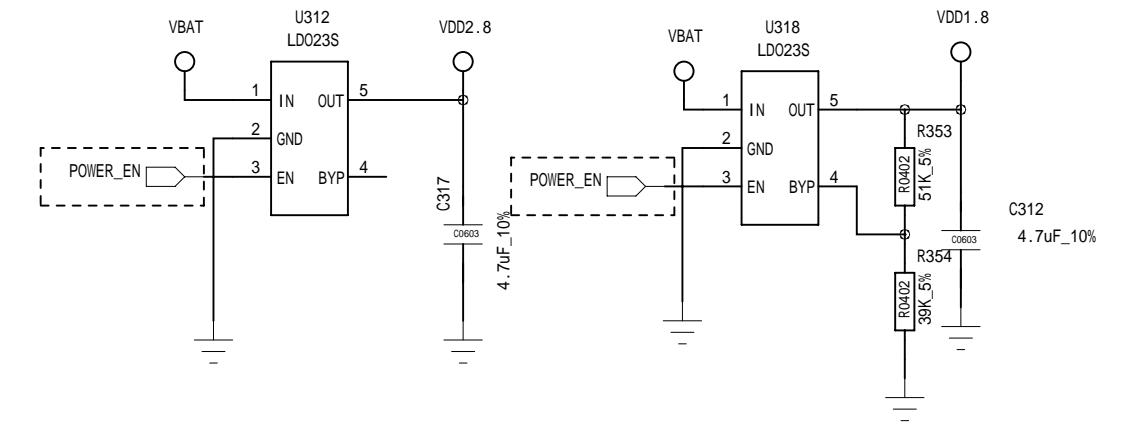 U312
LDO23S
VBAT
VDD2.8
1
IN
OUT
5
2
GND
POWER_EN
3
EN
BYP
4
C317
C0603
4.7uF_10%
U318
LDO23S
VBAT
VDD1.8
1
IN
OUT
5
2
GND
POWER_EN
3
EN
BYP
4
R353
R0402
51K_5%
R354
R0402
39K_5%
C312
C0603
4.7uF_10%